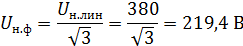 Uн.ф = Uн.лин/√3 = 380/√3 = 219,4 В